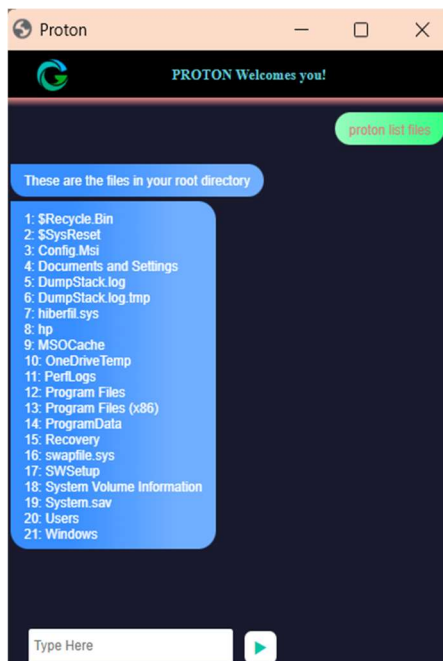 Proton
PROTON Welcomes you!
proton list files
These are the files in your root directory
1: $Recycle.Bin
2: $SysReset
3: Config.Msi
4: Documents and Settings
5: DumpStack.log
6: DumpStack.log.tmp
7: hiberfil.sys
8: hp
9: MSOCache
10: OneDriveTemp
11: PerfLogs
12: Program Files
13: Program Files (x86)
14: ProgramData
15: Recovery
16: swapfile.sys
17: SWSetup
18: System Volume Information
19: System.sav
20: Users
21: Windows
Type Here